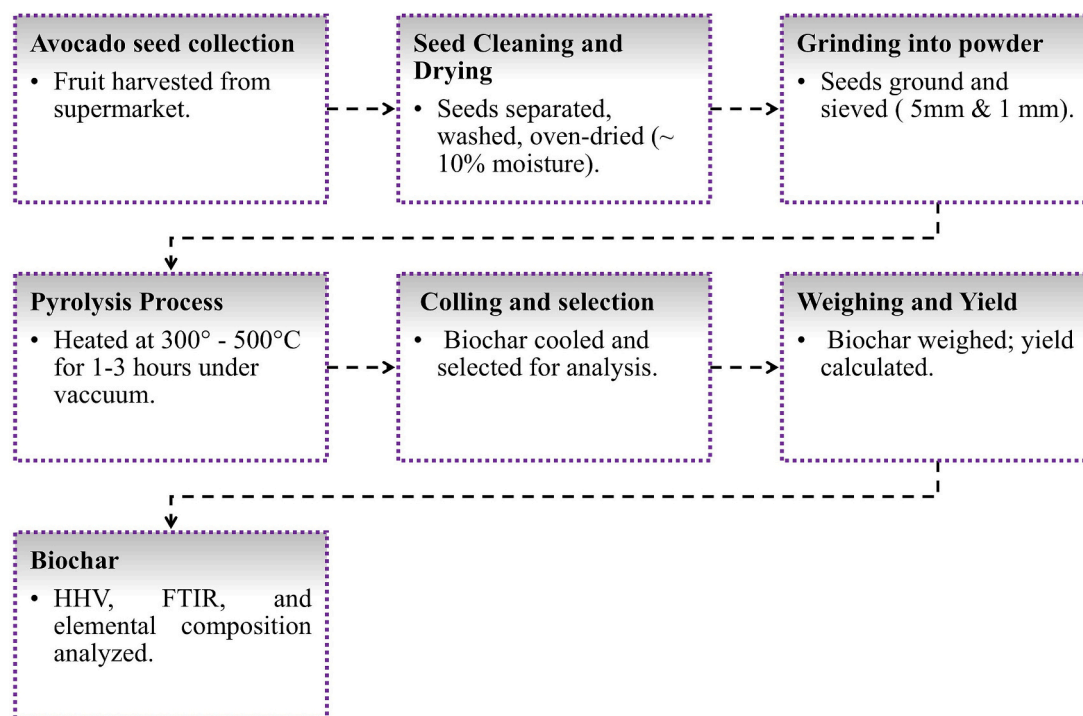 Avocado seed collection
• Fruit harvested from
supermarket.
Seed Cleaning and
Drying
• Seeds separated,
washed, oven-dried (~
10% moisture).
Grinding into powder
• Seeds ground and
sieved ( 5mm & 1 mm).
Pyrolysis Process
• Heated at 300° - 500°C
for 1-3 hours under
vaccuum.
Colling and selection
• Biochar cooled and
selected for analysis.
Weighing and Yield
• Biochar weighed; yield
calculated.
Biochar
• HHV, FTIR, and
elemental composition
analyzed.